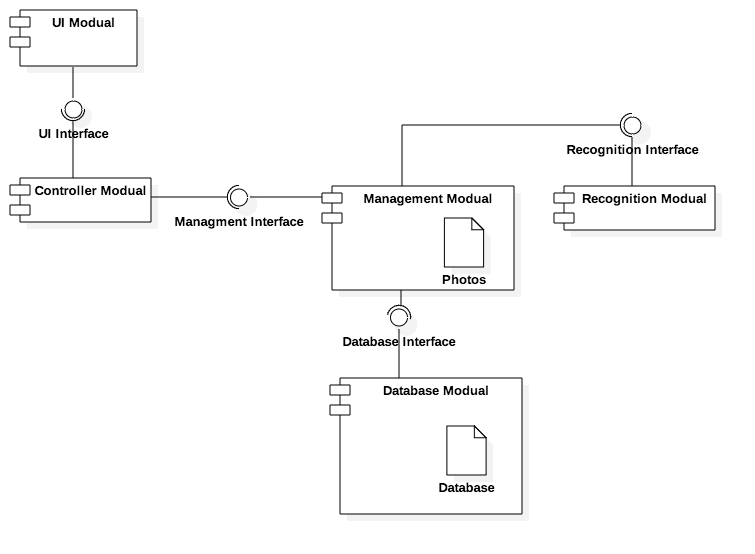 UI Modual
UI Interface
Recognition Interface
Controller Modual
Managment Interface
Management Modual
Recognition Modual
Photos
Database Interface
Database Modual
Database